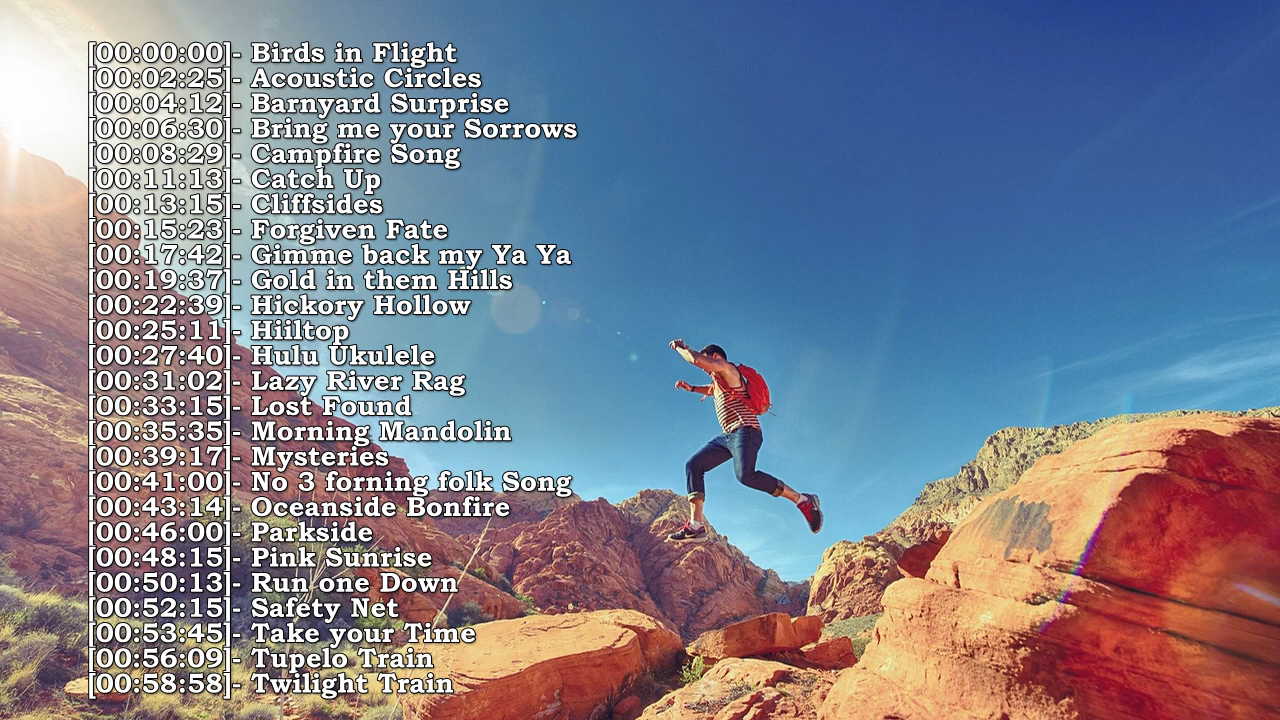 [00:00:00]- Birds in Flight
[00:02:25]- Acoustic Circles
[00:04:12]- Barnyard Surprise
[00:06:30]- Bring me your Sorrows
[00:08:29]- Campfire Song
[00:11:13]- Catch Up
[00:13:15]- Cliffsides
[00:15:23]- Forgiven Fate
[00:17:42]- Gimme back my Ya Ya
[00:19:37]- Gold in them Hills
[00:22:39]- Hickory Hollow
[00:25:11]- Hiiltop
[00:27:40]- Hulu Ukulele
[00:31:02]- Lazy River Rag
[00:33:15]- Lost Found
[00:35:35]- Morning Mandolin
[00:39:17]- Mysteries
[00:41:00]- No 3 forning folk Song
[00:43:14]- Oceanside Bonfire
[00:46:00]- Parkside
[00:48:15]- Pink Sunrise
[00:50:13]- Run one Down
[00:52:15]- Safety Net
[00:53:45]- Take your Time
[00:56:09]- Tupelo Train
[00:58:58]- Twilight Train